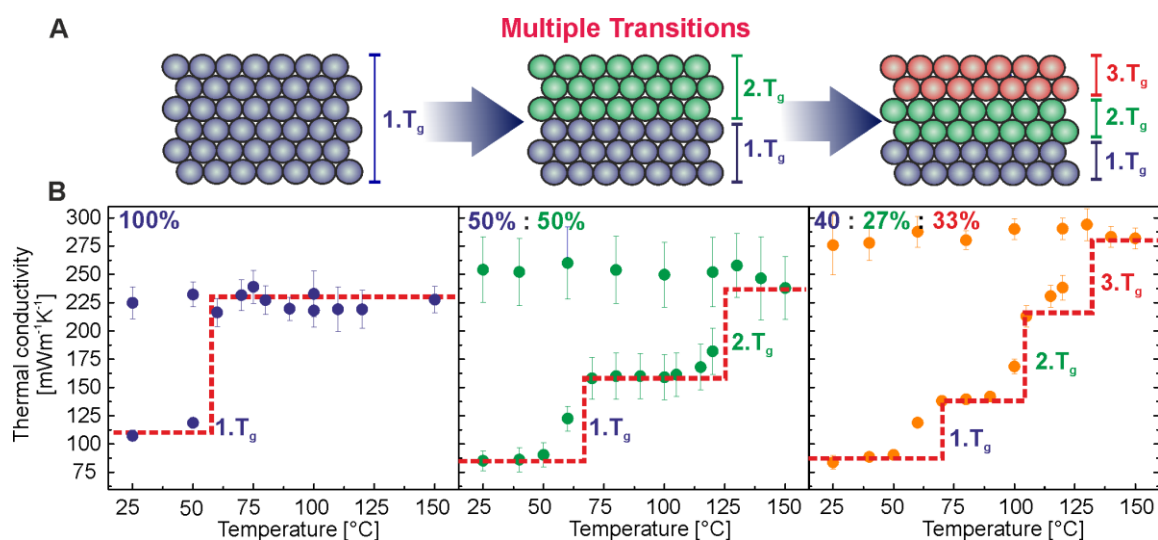 A
Multiple Transitions
1.Tg
2.Tg
1.Tg
3.Tg
2.Tg
1.Tg
B
Thermal conductivity
[mWm⁻¹K⁻¹]
300
275
250
225
200
175
150
125
100
75
100%
1.Tg
25 50 75 100 125 150
Temperature [°C]
50% : 50%
1.Tg
2.Tg
25 50 75 100 125 150
Temperature [°C]
40 : 27% : 33%
1.Tg
2.Tg
3.Tg
25 50 75 100 125 150
Temperature [°C]